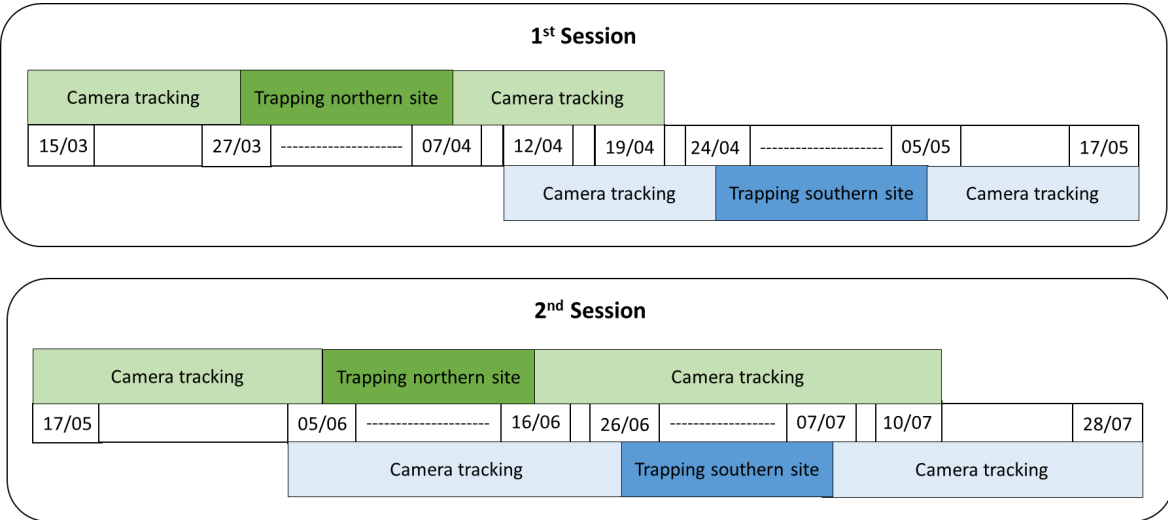 1st Session
Camera tracking Trapping northern site Camera tracking
15/03 27/03 -------------------- 07/04 12/04 19/04 24/04 -------------------- 05/05 17/05
Camera tracking Trapping southern site Camera tracking
2nd Session
Camera tracking Trapping northern site Camera tracking
17/05 05/06 -------------------- 16/06 26/06 ----------------- 07/07 10/07 28/07
Camera tracking Trapping southern site Camera tracking